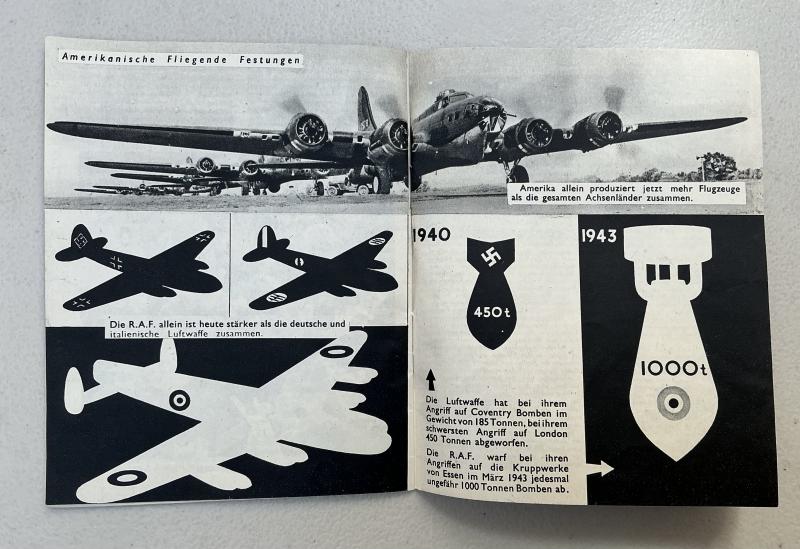 Amerikanische Fliegende Festungen
Amerika allein produziert jetzt mehr Flugzeuge
als die gesamten Achsenländer zusammen.
Die R.A.F. allein ist heute stärker als die deutsche und
italienische Luftwaffe zusammen.
1940
450t
Die Luftwaffe hat bei ihrem
Angriff auf Coventry Bomben im
Gewicht von 185 Tonnen, bei ihrem
schwersten Angriff auf London
450 Tonnen abgeworfen.
Die R.A.F. warf bei ihren
Angriffen auf die Kruppwerke
von Essen im März 1943 jedesmal
ungefähr 1000 Tonnen Bomben ab.
1943
1000t